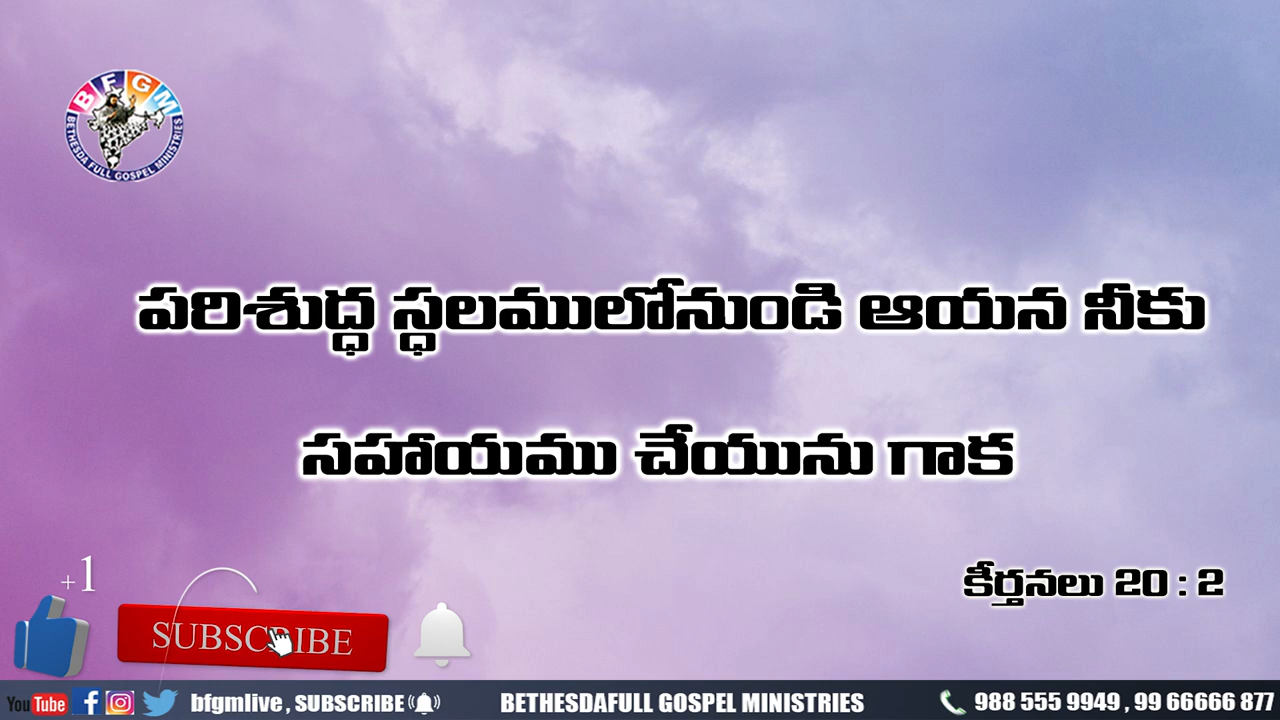 BFGM
BETHESDA FULL GOSPEL MINISTRIES
పరిశుద్ధ స్థలములోనుండి ఆయన నీకు
సహాయము చేయును గాక
కీర్తనలు 20 : 2
+1
SUBSCRIBE
YouTube bfgmlive , SUBSCRIBE BETHESDAFULL GOSPEL MINISTRIES 988 555 9949 , 99 66666 877